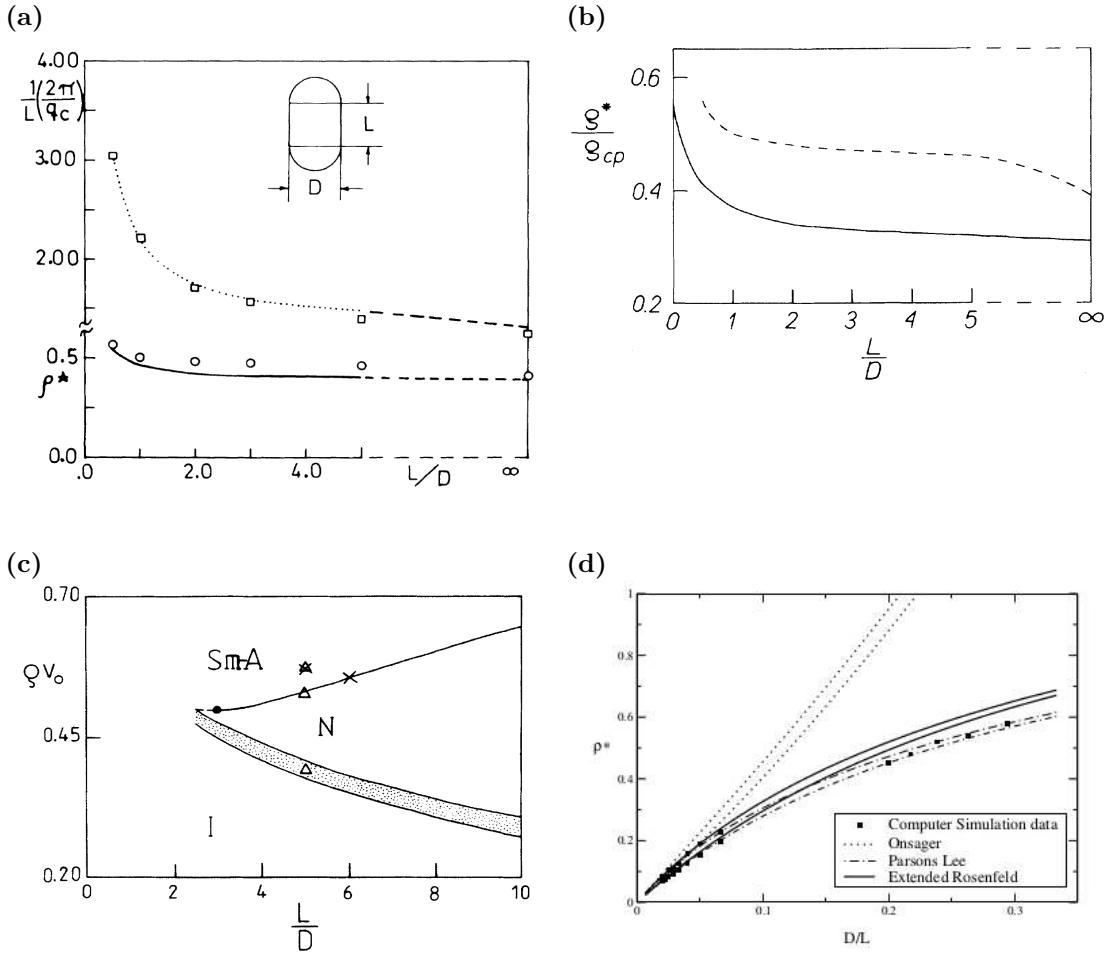 (a)
4.00
1/L(2π/qc)
3.00
2.00
0.5
ρ*
0.0
.0 2.0 4.0 L/D ∞
L
D
(b)
0.6
ρ*/ρcp
0.4
0.2
0 1 2 3 4 5 ∞
L/D
(c)
0.70
ρv₀
0.45
0.20
Sm-A
N
I
0 2 4 6 8 10
L/D
(d)
1
0.8
0.6
ρ*
0.4
0.2
0
0 0.1 0.2 0.3
D/L
Computer Simulation data
Onsager
Parsons Lee
Extended Rosenfeld